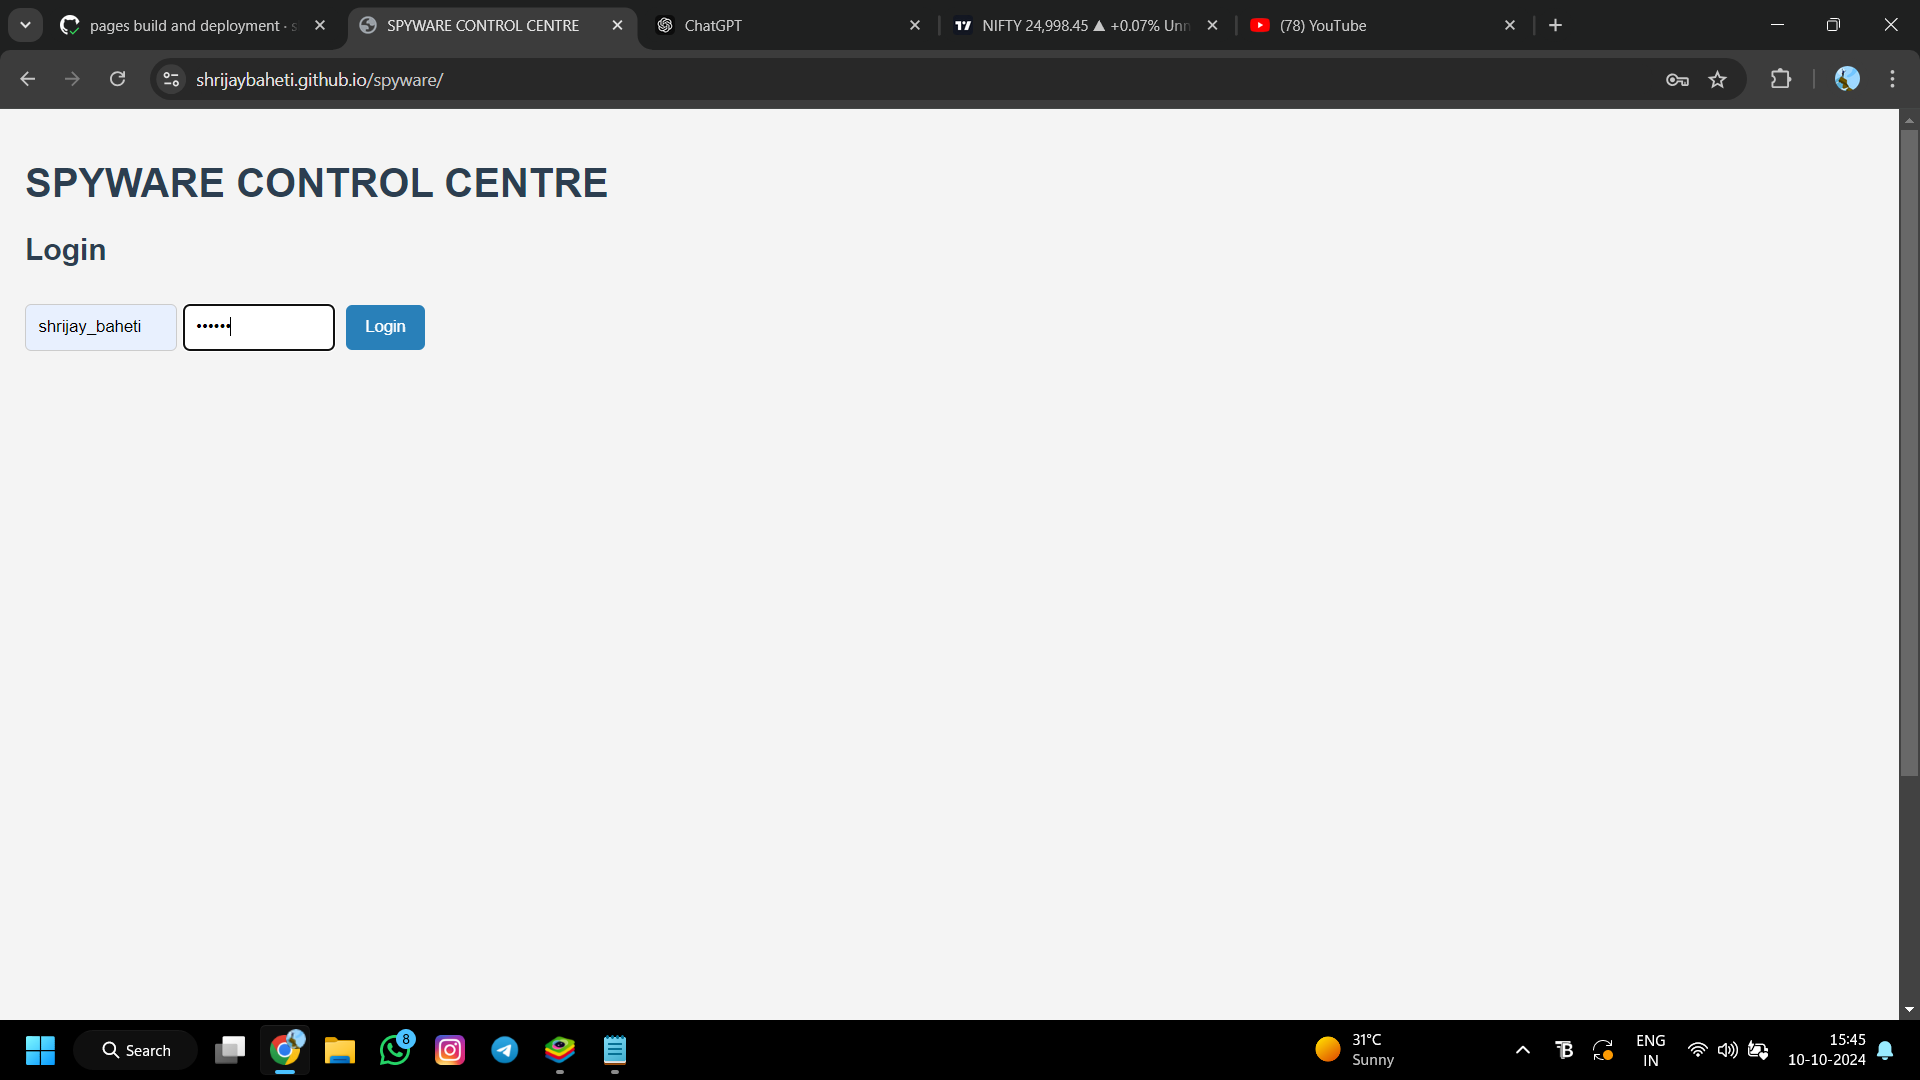 pages build and deployment · s
SPYWARE CONTROL CENTRE
ChatGPT
NIFTY 24,998.45 ▲ +0.07% Unn
(78) YouTube
shrijaybaheti.github.io/spyware/
SPYWARE CONTROL CENTRE
Login
shrijay_baheti
••••••
Login
Search
8
31°C
Sunny
ENG
IN
15:45
10-10-2024